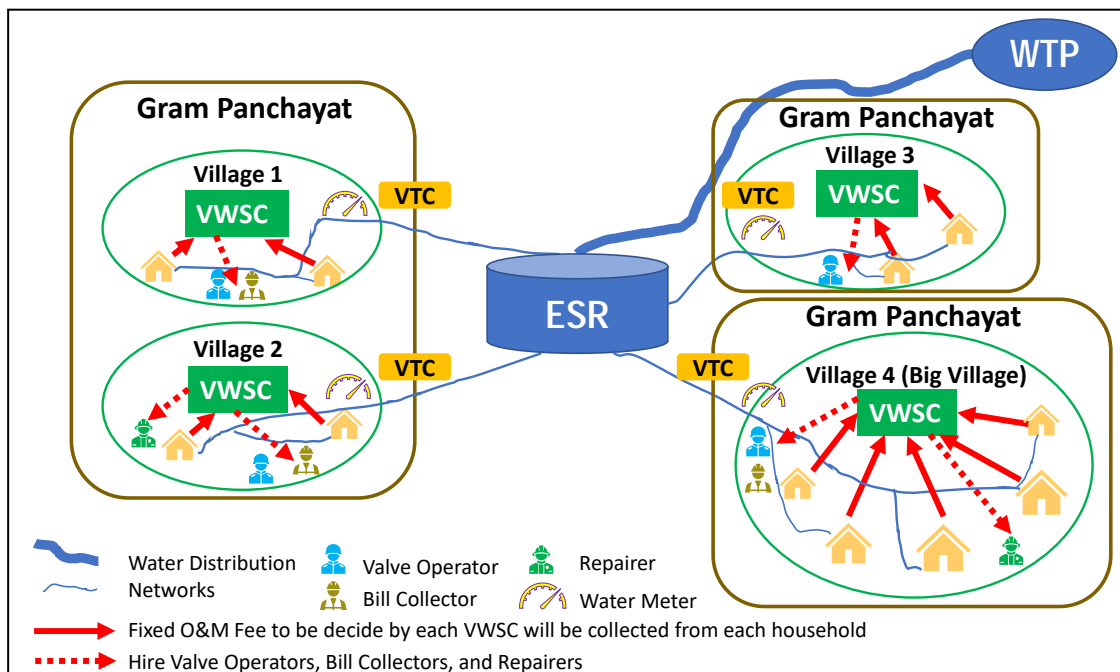 WTP
Gram Panchayat
Village 1
VWSC
VTC
Village 2
VWSC
VTC
ESR
Gram Panchayat
Village 3
VTC
VWSC
Gram Panchayat
VTC
Village 4 (Big Village)
VWSC
Water Distribution
Networks
Valve Operator
Bill Collector
Repairer
Water Meter
Fixed O&M Fee to be decide by each VWSC will be collected from each household
Hire Valve Operators, Bill Collectors, and Repairers